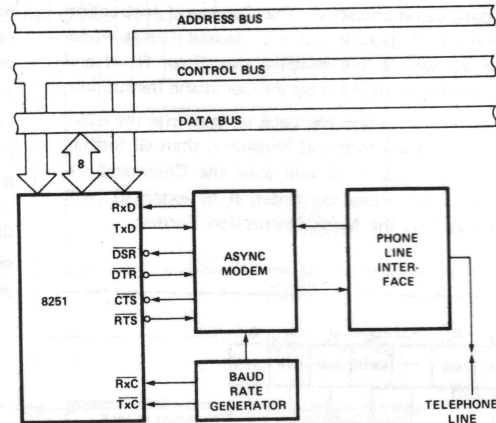 ADDRESS BUS
CONTROL BUS
DATA BUS
8
8251
RxD
TxD
DSR
DTR
CTS
RTS
RxC
TxC
ASYNC
MODEM
PHONE
LINE
INTER-
FACE
BAUD
RATE
GENERATOR
TELEPHONE
LINE